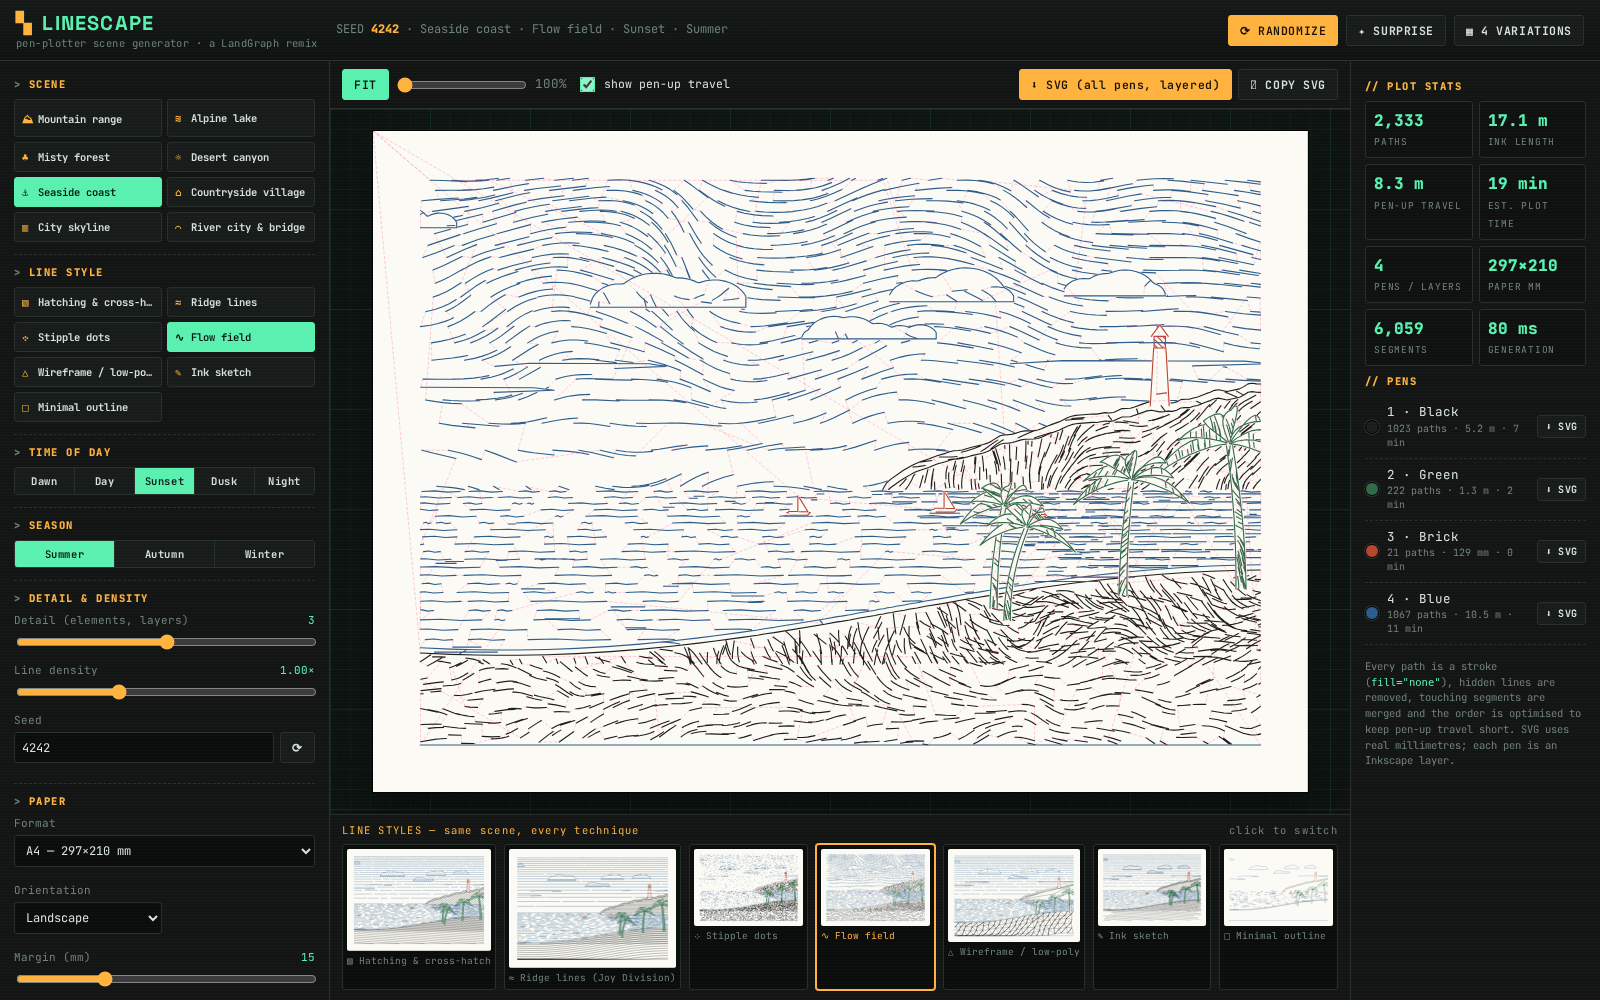 LINESCAPE
pen-plotter scene generator · a LandGraph remix
SEED 4242 · Seaside coast · Flow field · Sunset · Summer
⟳ RANDOMIZE
✦ SURPRISE
▦ 4 VARIATIONS
> SCENE
Mountain range
Alpine lake
Misty forest
Desert canyon
Seaside coast
Countryside village
City skyline
River city & bridge
> LINE STYLE
Hatching & cross-h…
Ridge lines
Stipple dots
Flow field
Wireframe / low-po…
Ink sketch
Minimal outline
> TIME OF DAY
Dawn
Day
Sunset
Dusk
Night
> SEASON
Summer
Autumn
Winter
> DETAIL & DENSITY
Detail (elements, layers) 3
Line density 1.00×
Seed
4242
> PAPER
Format
A4 — 297×210 mm
Orientation
Landscape
Margin (mm) 15
FIT
100%
show pen-up travel
⬇ SVG (all pens, layered)
COPY SVG
LINE STYLES — same scene, every technique
click to switch
Hatching & cross-hatch
Ridge lines (Joy Division)
Stipple dots
Flow field
Wireframe / low-poly
Ink sketch
Minimal outline
// PLOT STATS
2,333
PATHS
17.1 m
INK LENGTH
8.3 m
PEN-UP TRAVEL
19 min
EST. PLOT
TIME
4
PENS / LAYERS
297×210
PAPER MM
6,059
SEGMENTS
80 ms
GENERATION
// PENS
1 · Black
1023 paths · 5.2 m · 7
min
⬇ SVG
2 · Green
222 paths · 1.3 m · 2
min
⬇ SVG
3 · Brick
21 paths · 129 mm · 0
min
⬇ SVG
4 · Blue
1067 paths · 10.5 m ·
11 min
⬇ SVG
Every path is a stroke
(fill="none"), hidden lines are
removed, touching segments are
merged and the order is optimised to
keep pen-up travel short. SVG uses
real millimetres; each pen is an
Inkscape layer.